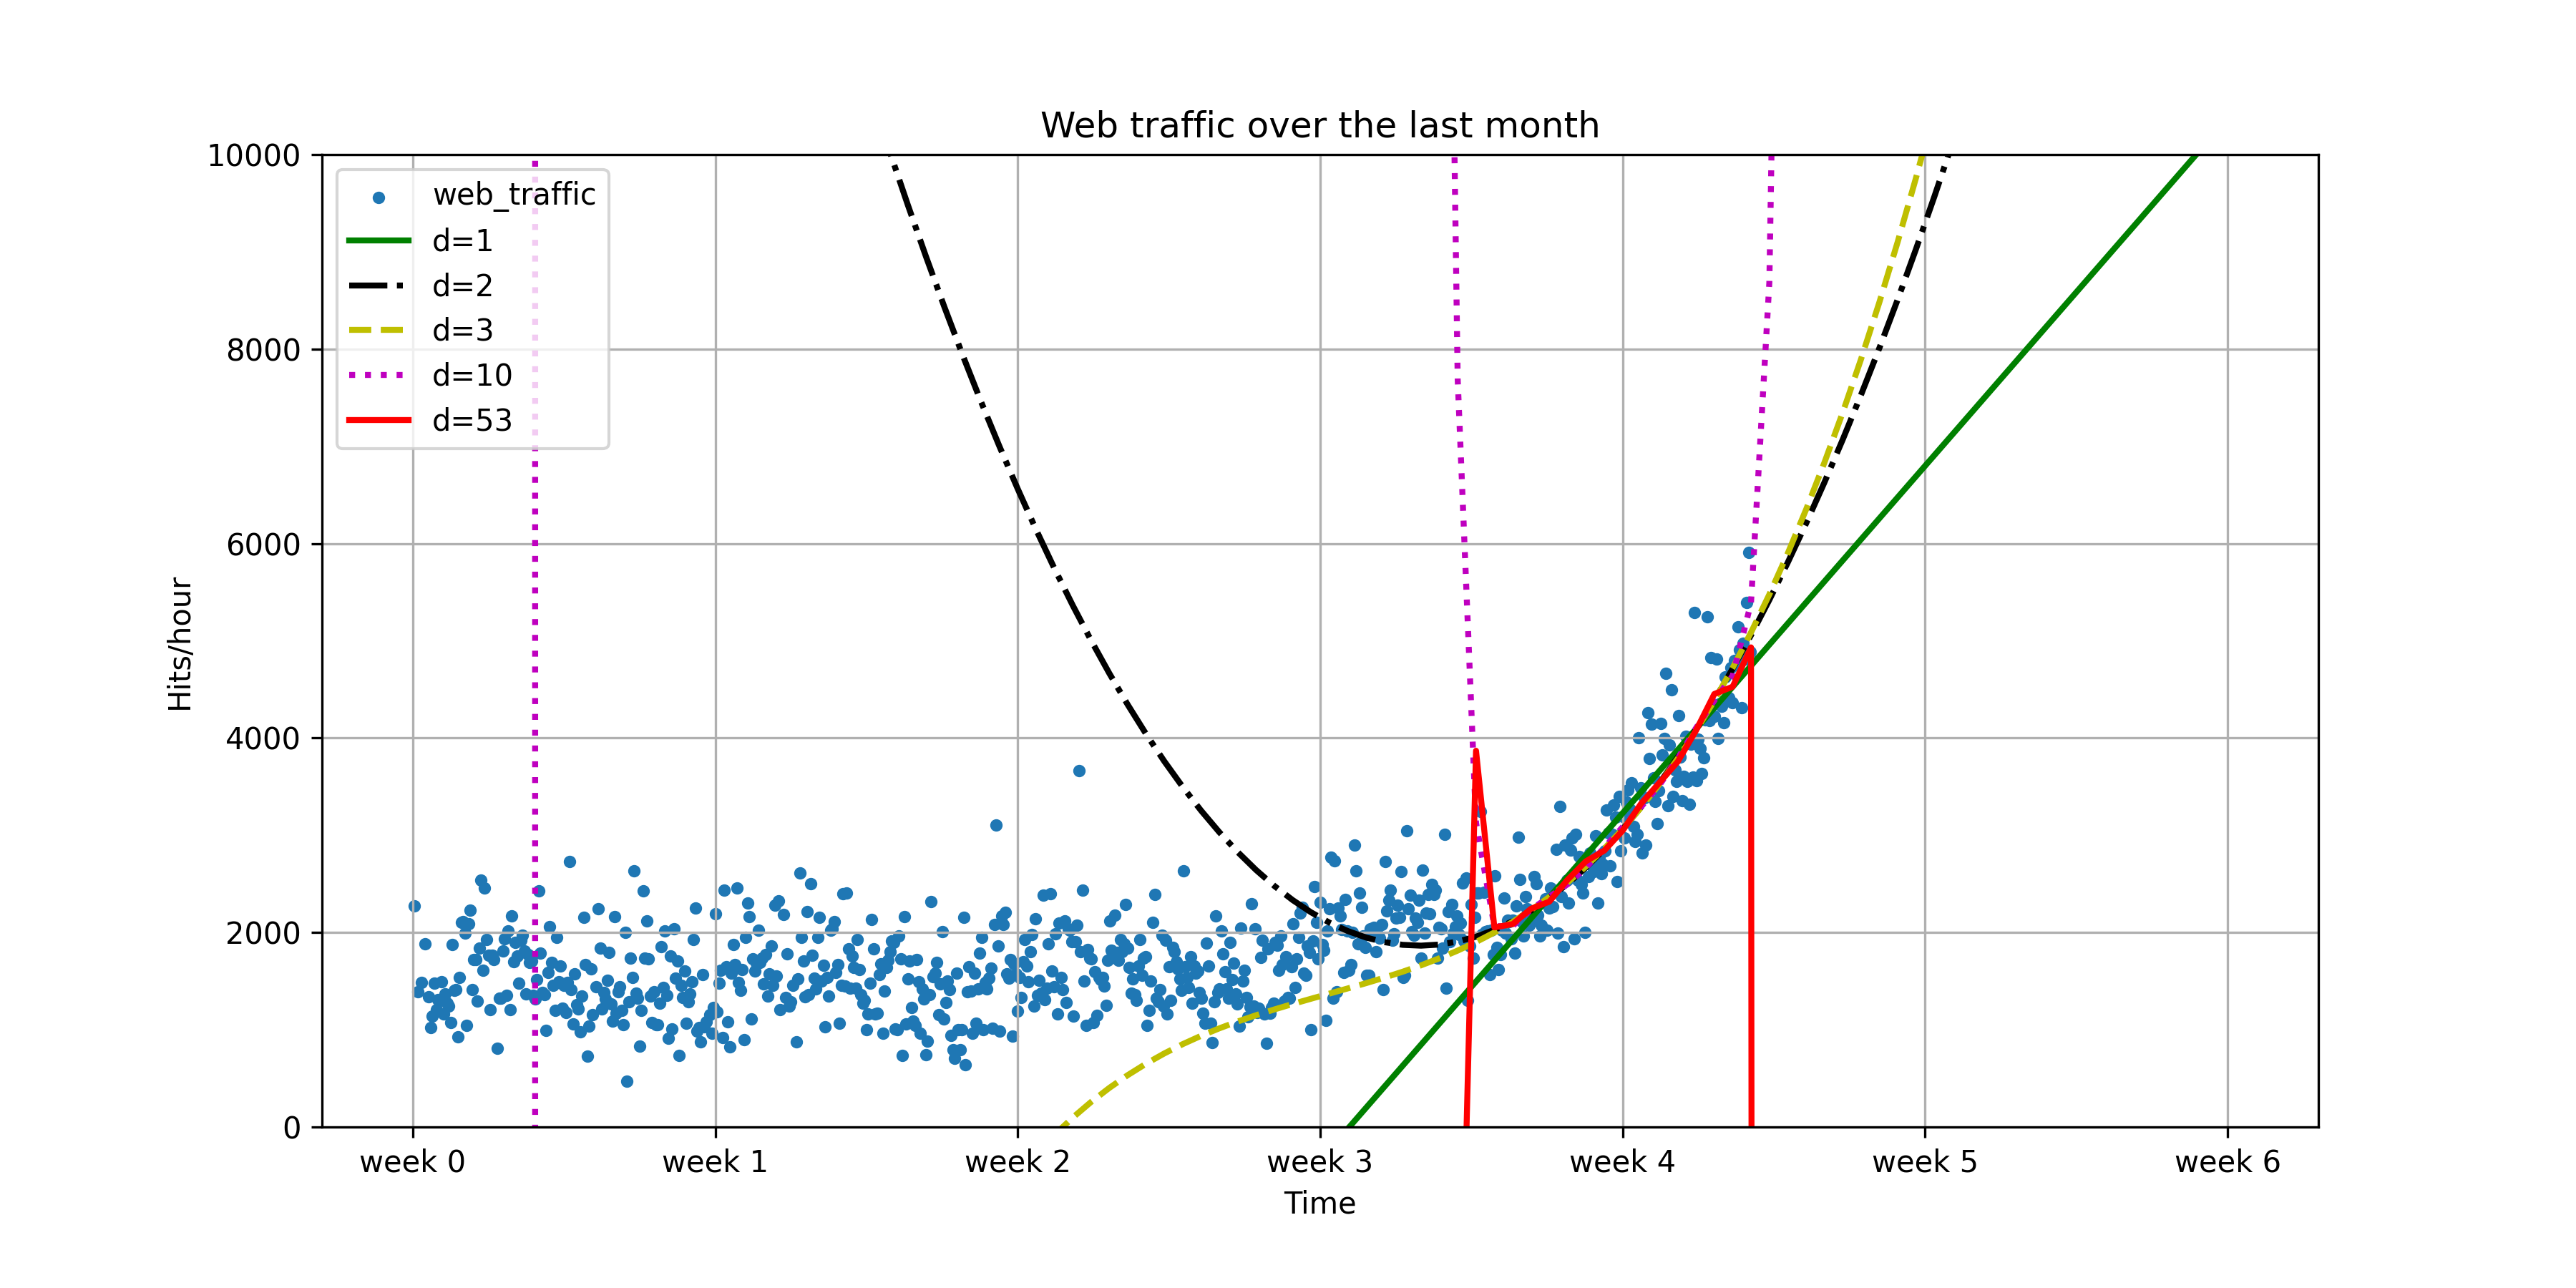 Web traffic over the last month
10000
8000
6000
4000
2000
0
Hits/hour
web_traffic
d=1
d=2
d=3
d=10
d=53
week 0 week 1 week 2 week 3 week 4 week 5 week 6
Time